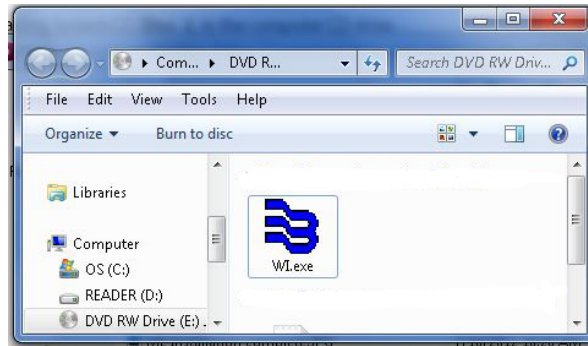 Com... DVD R... Search DVD RW Driv...
File Edit View Tools Help
Organize Burn to disc
Libraries
Computer
OS (C:)
READER (D:)
DVD RW Drive (E:) .
WI.exe